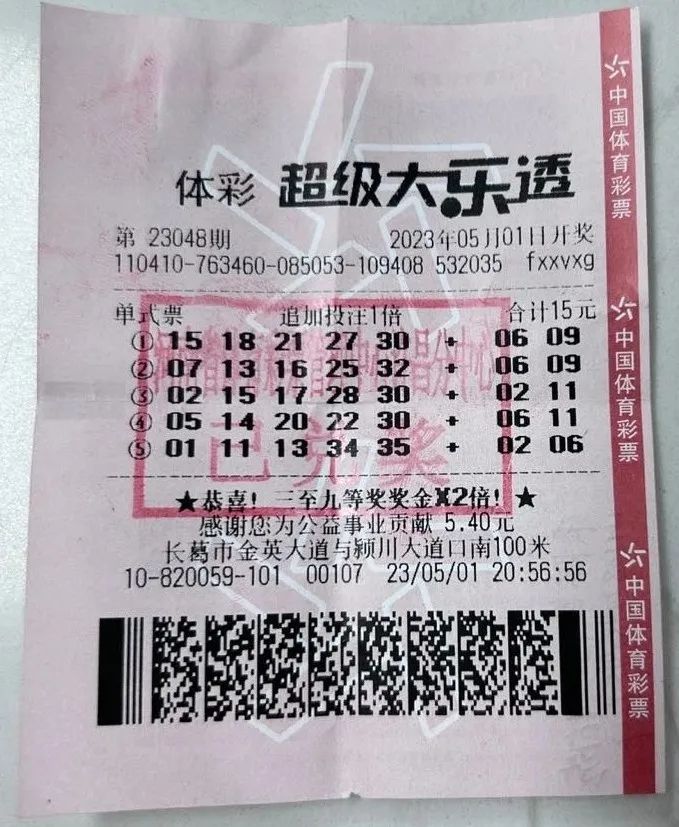 体彩 超级大乐透
第 23048期 2023年05月01日开奖
110410-763460-085053-109408 532035 fxxvxg
单式票 追加投注1倍 合计15元
① 15 18 21 27 30 + 06 09
② 07 13 16 25 32 + 06 09
③ 02 15 17 28 30 + 02 11
④ 05 14 20 22 30 + 06 11
⑤ 01 11 13 34 35 + 02 06
已兑奖
★恭喜! 三至九等奖奖金X2倍! ★
感谢您为公益事业贡献 5.40元
长葛市金英大道与颍川大道口南100米
10-820059-101 00107 23/05/01 20:56:56
中国体育彩票
中国体育彩票
中国体育彩票